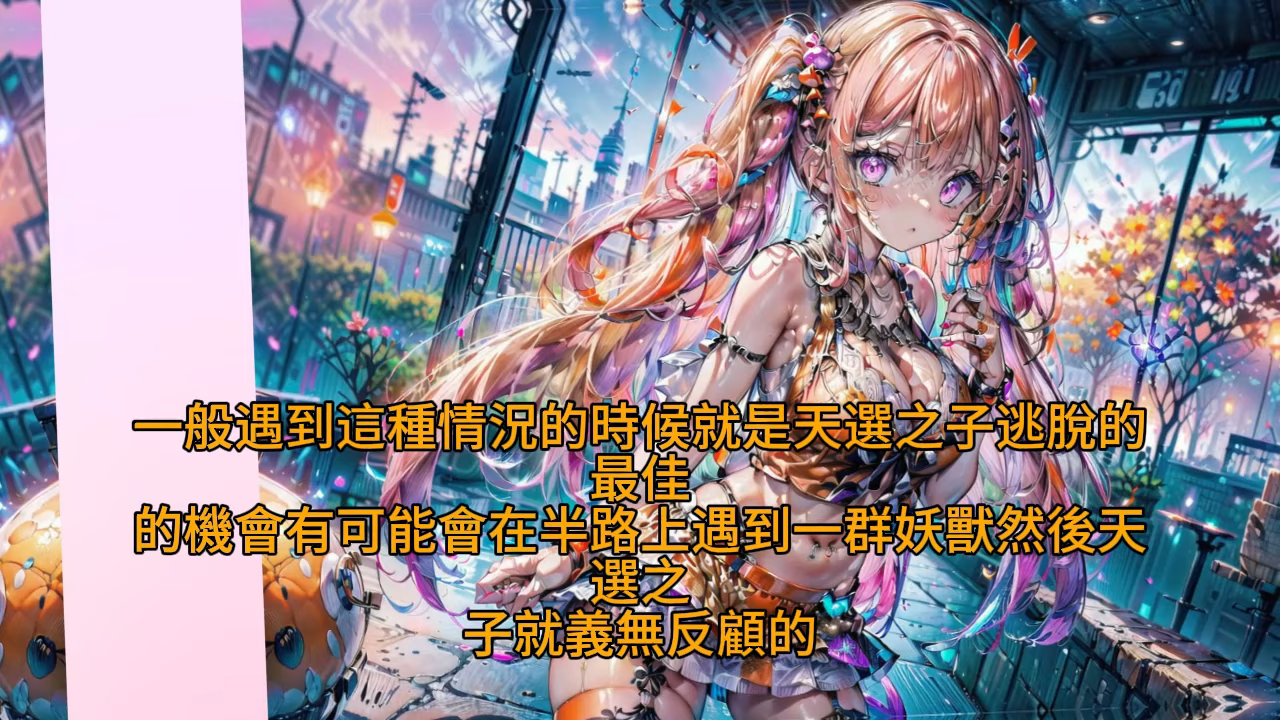 一般遇到這種情況的時候就是天選之子逃脫的
最佳
的機會有可能會在半路上遇到一群妖獸然後天
選之
子就義無反顧的